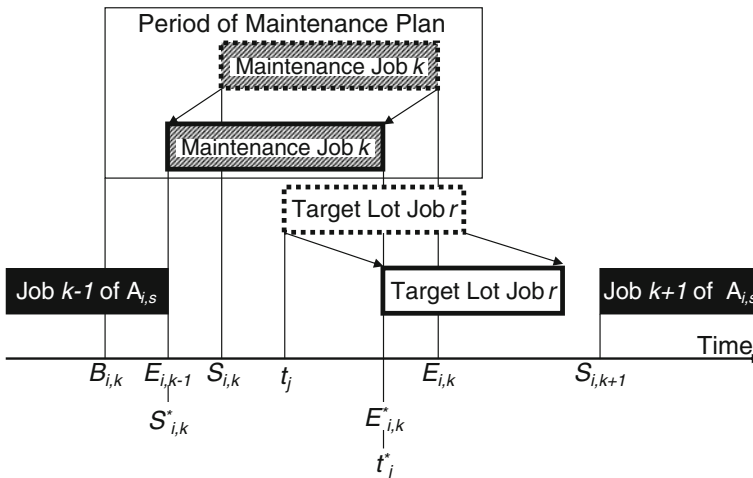 Period of Maintenance Plan
Maintenance Job k
Maintenance Job k
Target Lot Job r
Job k-1 of A_{i,s}
Target Lot Job r
Job k+1 of A_{i,s}
Time
B_{i,k} E_{i,k-1} S_{i,k} t_j E_{i,k} S_{i,k+1}
S^*_{i,k} E^*_{i,k}
t^*_i